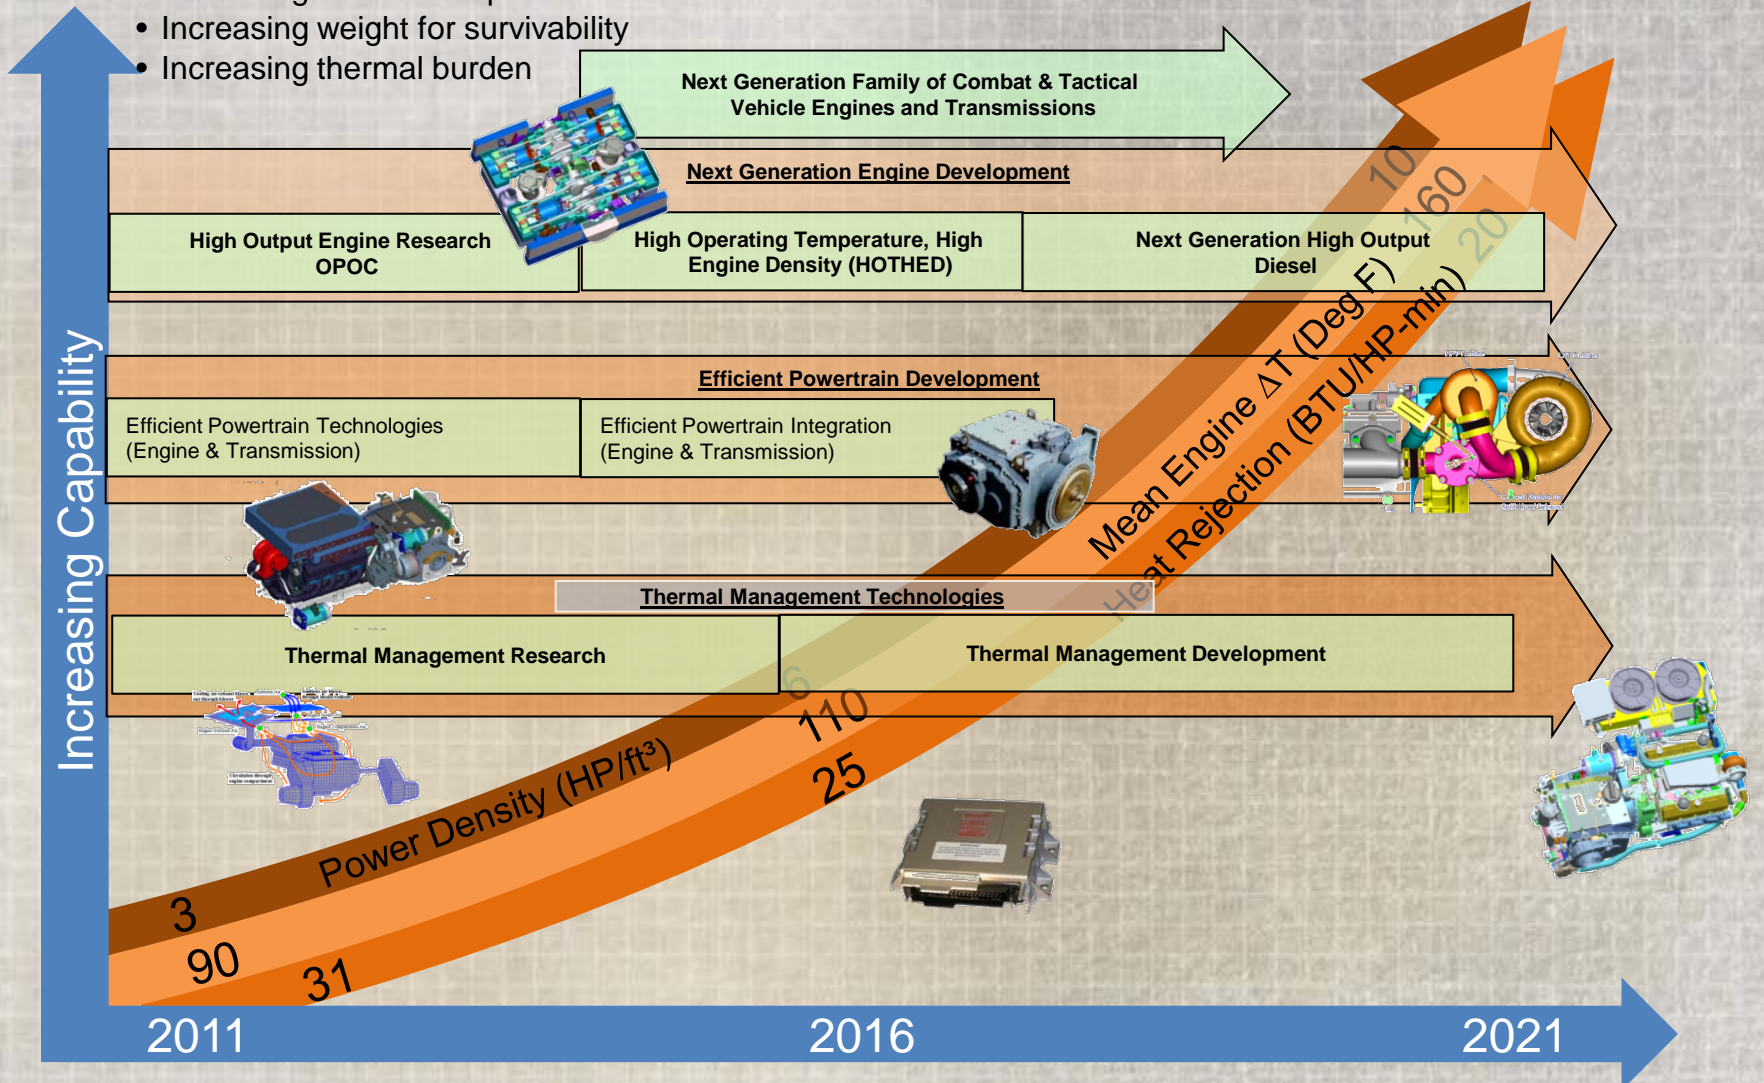 • Increasing weight for survivability
• Increasing thermal burden
Next Generation Family of Combat & Tactical
Vehicle Engines and Transmissions
Next Generation Engine Development
High Output Engine Research
OPOC
High Operating Temperature, High
Engine Density (HOTHED)
Next Generation High Output
Diesel
10
160
20
Efficient Powertrain Development
Efficient Powertrain Technologies
(Engine & Transmission)
Efficient Powertrain Integration
(Engine & Transmission)
Mean Engine ΔT (Deg F)
Heat Rejection (BTU/HP-min)
Thermal Management Technologies
Thermal Management Research
Thermal Management Development
6
110
25
Power Density (HP/ft³)
3
90
31
Increasing Capability
2011
2016
2021